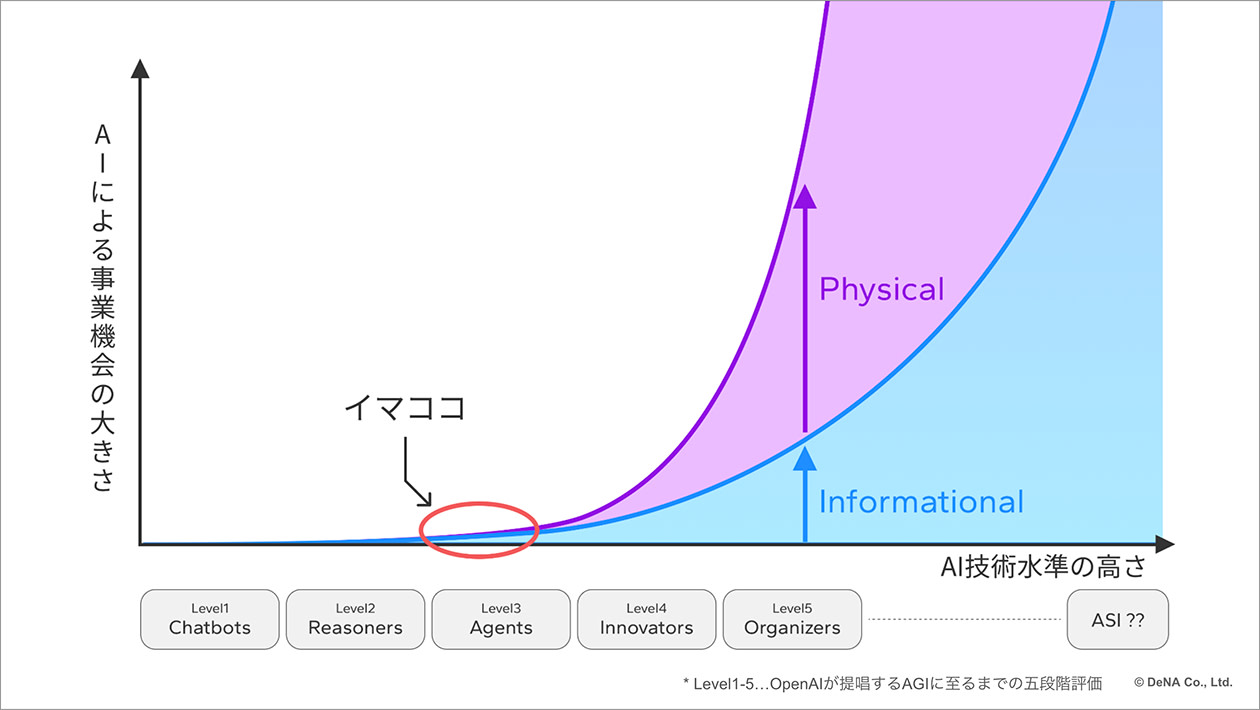 AIによる事業機会の大きさ
Physical
イマココ
Informational
AI技術水準の高さ
Level1
Chatbots
Level2
Reasoners
Level3
Agents
Level4
Innovators
Level5
Organizers
ASI ??
* Level1-5…OpenAIが提唱するAGIに至るまでの五段階評価
© DeNA Co., Ltd.